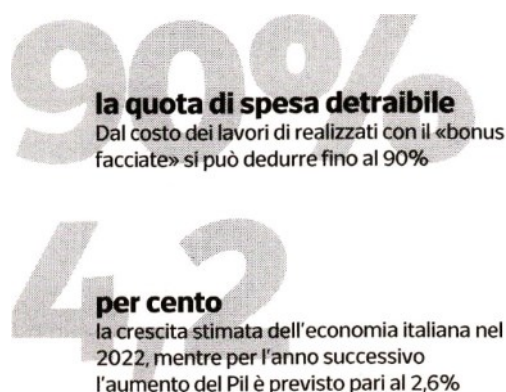 90%
la quota di spesa detraibile
Dal costo dei lavori di realizzati con il «bonus
facciate» si può dedurre fino al 90%
4,2
per cento
la crescita stimata dell'economia italiana nel
2022, mentre per l'anno successivo
l'aumento del Pil è previsto pari al 2,6%